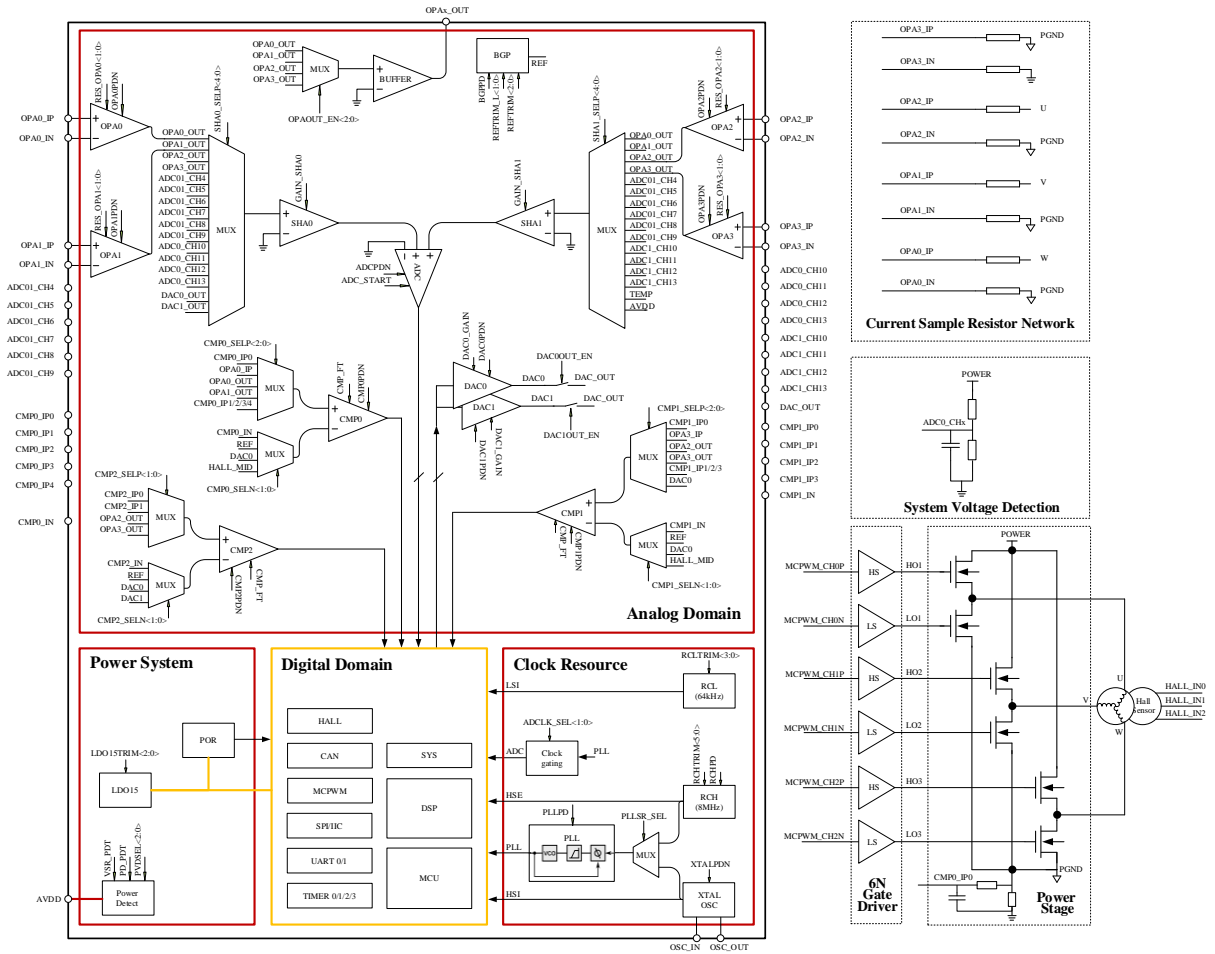 OPAx_OUT
OPA0_OUT
OPA1_OUT
OPA2_OUT
OPA3_OUT
MUX
BUFFER
OPAOUT_EN<2:0>
BGP
REF
BGPPD
REFTRIM_L<1:0>
REFTRIM<2:0>
RES_OPA0<1:0>
OPA0PDN
OPA0_IP
OPA0_IN
OPA0
RES_OPA1<1:0>
OPA1PDN
OPA1_IP
OPA1_IN
OPA1
SHA0_SELP<4:0>
OPA0_OUT
OPA1_OUT
OPA2_OUT
OPA3_OUT
ADC01_CH4
ADC01_CH5
ADC01_CH6
ADC01_CH7
ADC01_CH8
ADC01_CH9
ADC0_CH10
ADC0_CH11
ADC0_CH12
ADC0_CH13
DAC0_OUT
DAC1_OUT
MUX
GAIN_SHA0
SHA0
GAIN_SHA1
SHA1
ADC
ADCPDN
ADC_START
SHA1_SELP<4:0>
MUX
OPA0_OUT
OPA1_OUT
OPA2_OUT
OPA3_OUT
ADC01_CH4
ADC01_CH5
ADC01_CH6
ADC01_CH7
ADC01_CH8
ADC01_CH9
ADC1_CH10
ADC1_CH11
ADC1_CH12
ADC1_CH13
TEMP
AVDD
OPA2PDN
RES_OPA2<1:0>
OPA2
OPA2_IP
OPA2_IN
OPA3PDN
RES_OPA3<1:0>
OPA3
OPA3_IP
OPA3_IN
ADC01_CH4
ADC01_CH5
ADC01_CH6
ADC01_CH7
ADC01_CH8
ADC01_CH9
CMP0_IP0
CMP0_IP1
CMP0_IP2
CMP0_IP3
CMP0_IP4
CMP0_IN
ADC0_CH10
ADC0_CH11
ADC0_CH12
ADC0_CH13
ADC1_CH10
ADC1_CH11
ADC1_CH12
ADC1_CH13
DAC_OUT
CMP1_IP0
CMP1_IP1
CMP1_IP2
CMP1_IP3
CMP1_IN
CMP0_SELP<2:0>
CMP0_IP0
OPA0_IP
OPA0_OUT
OPA1_OUT
CMP0_IP1/2/3/4
MUX
CMP_FT
CMP0PDN
CMP0
CMP0_IN
REF
DAC0
HALL_MID
MUX
CMP0_SELN<1:0>
DAC0_GAIN
DAC0PDN
DAC0
DAC1
DAC1PDN
DAC1_GAIN
DAC0OUT_EN
DAC0
DAC_OUT
DAC1
DAC_OUT
DAC1OUT_EN
CMP1_SELP<2:0>
MUX
CMP1_IP0
OPA3_IP
OPA2_OUT
OPA3_OUT
CMP1_IP1/2/3
DAC0
CMP1
CMP_FT
CMP1PDN
MUX
CMP1_IN
REF
DAC0
HALL_MID
CMP1_SELN<1:0>
CMP2_SELP<1:0>
CMP2_IP0
CMP2_IP1
OPA2_OUT
OPA3_OUT
MUX
CMP2
CMP2PDN
CMP_FT
CMP2_IN
REF
DAC0
DAC1
MUX
CMP2_SELN<1:0>
Analog Domain
Power System
POR
LDO15TRIM<2:0>
LDO15
VSR_PDT
PD_PDT
PVDSEL<2:0>
Power
Detect
AVDD
Digital Domain
HALL
CAN
MCPWM
SPI/IIC
UART 0/1
TIMER 0/1/2/3
SYS
DSP
MCU
Clock Resource
RCLTRIM<3:0>
RCL
(64kHz)
LSI
ADCLK_SEL<1:0>
ADC
Clock
gating
PLL
RCHTRIM<5:0>
RCHPD
RCH
(8MHz)
HSE
PLLPD
PLLSR_SEL
PLL
PLL
VCO
MUX
XTALPDN
XTAL
OSC
HSI
OSC_IN
OSC_OUT
OPA3_IP
PGND
OPA3_IN
OPA2_IP
U
OPA2_IN
PGND
OPA1_IP
V
OPA1_IN
PGND
OPA0_IP
W
OPA0_IN
PGND
Current Sample Resistor Network
POWER
ADC0_CHx
System Voltage Detection
POWER
MCPWM_CH0P
HS
HO1
MCPWM_CH0N
LS
LO1
MCPWM_CH1P
HS
HO2
MCPWM_CH1N
LS
LO2
MCPWM_CH2P
HS
HO3
MCPWM_CH2N
LS
LO3
U
V
W
Hall
Sensor
HALL_IN0
HALL_IN1
HALL_IN2
PGND
CMP0_IP0
6N
Gate
Driver
Power
Stage